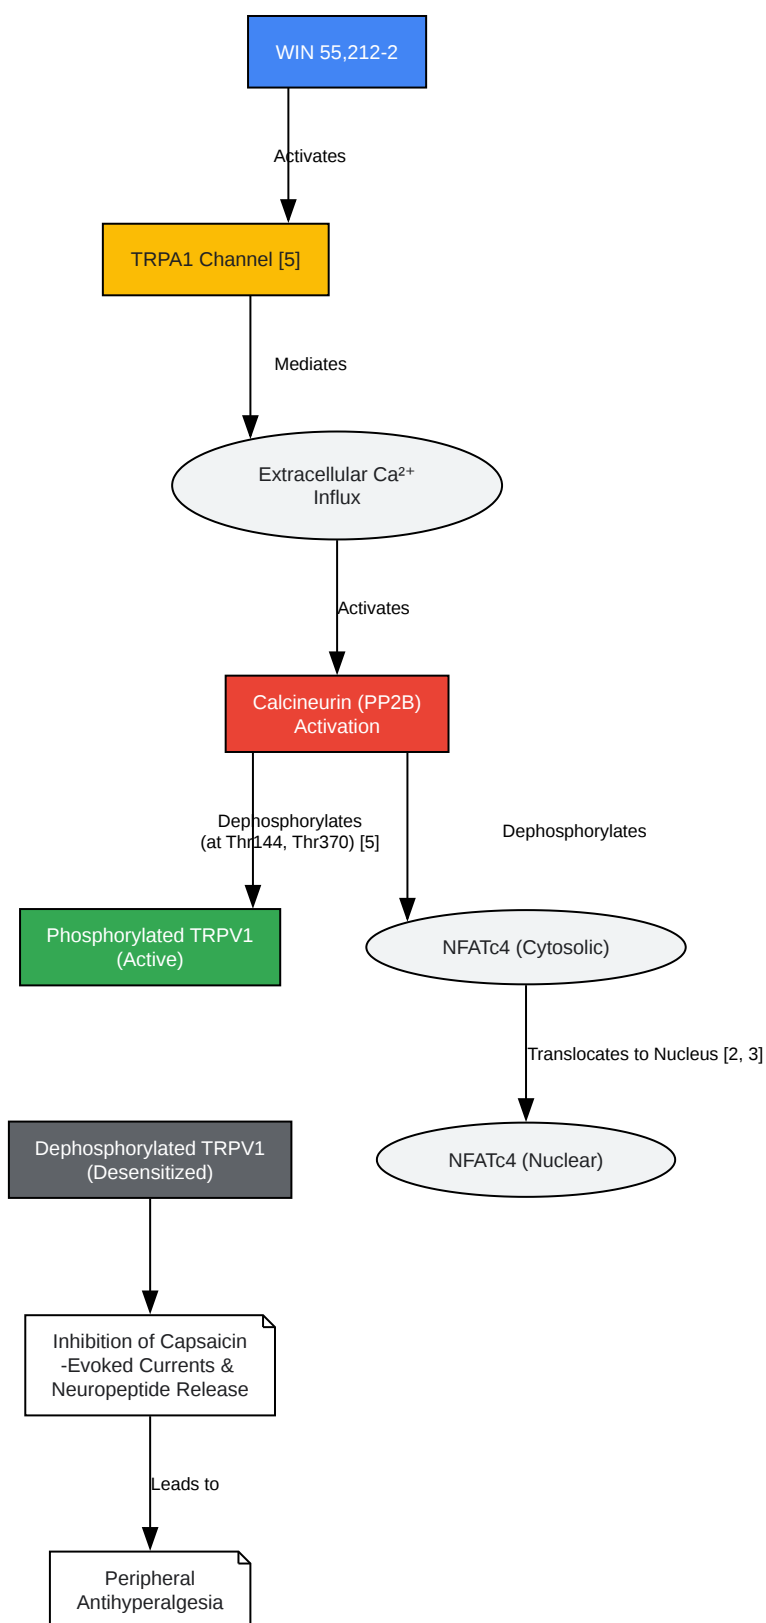 WIN 55,212-2
Activates
TRPA1 Channel [5]
Mediates
Extracellular Ca²⁺
Influx
Activates
Calcineurin (PP2B)
Activation
Dephosphorylates
(at Thr144, Thr370) [5]
Dephosphorylates
Phosphorylated TRPV1
(Active)
NFATc4 (Cytosolic)
Translocates to Nucleus [2, 3]
Dephosphorylated TRPV1
(Desensitized)
NFATc4 (Nuclear)
Inhibition of Capsaicin
-Evoked Currents &
Neuropeptide Release
Leads to
Peripheral
Antihyperalgesia